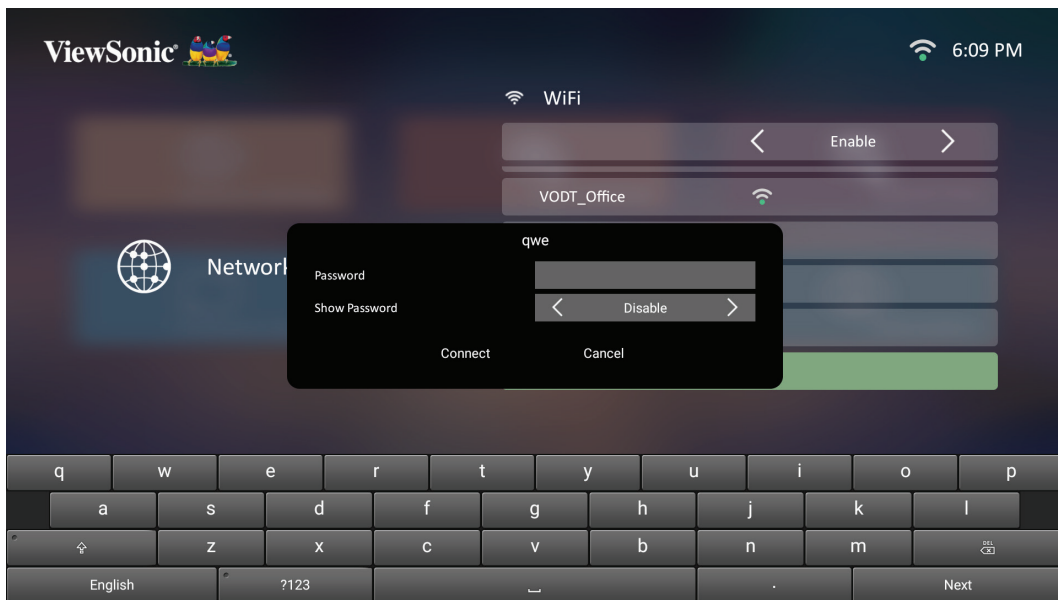 ViewSonic®
6:09 PM
WiFi
Enable
VODT_Office
Network
qwe
Password
Show Password
Disable
Connect Cancel
q w e r t y u i o p
a s d f g h j k l
z x c v b n m DEL
English ?123 . Next